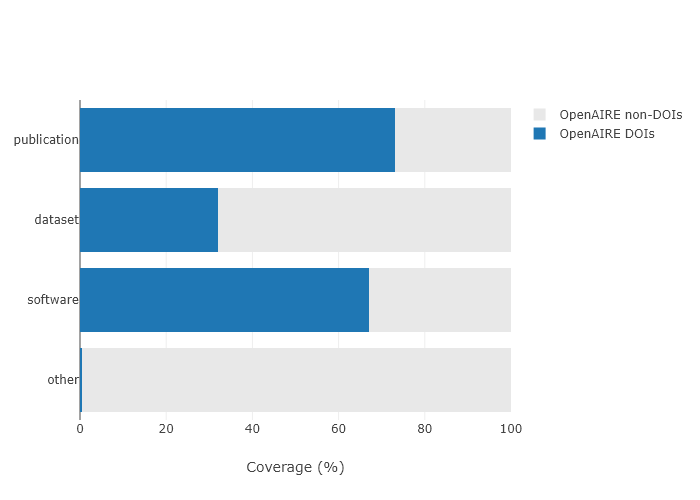 OpenAIRE non-DOIs
OpenAIRE DOIs
publication
dataset
software
other
0 20 40 60 80 100
Coverage (%)